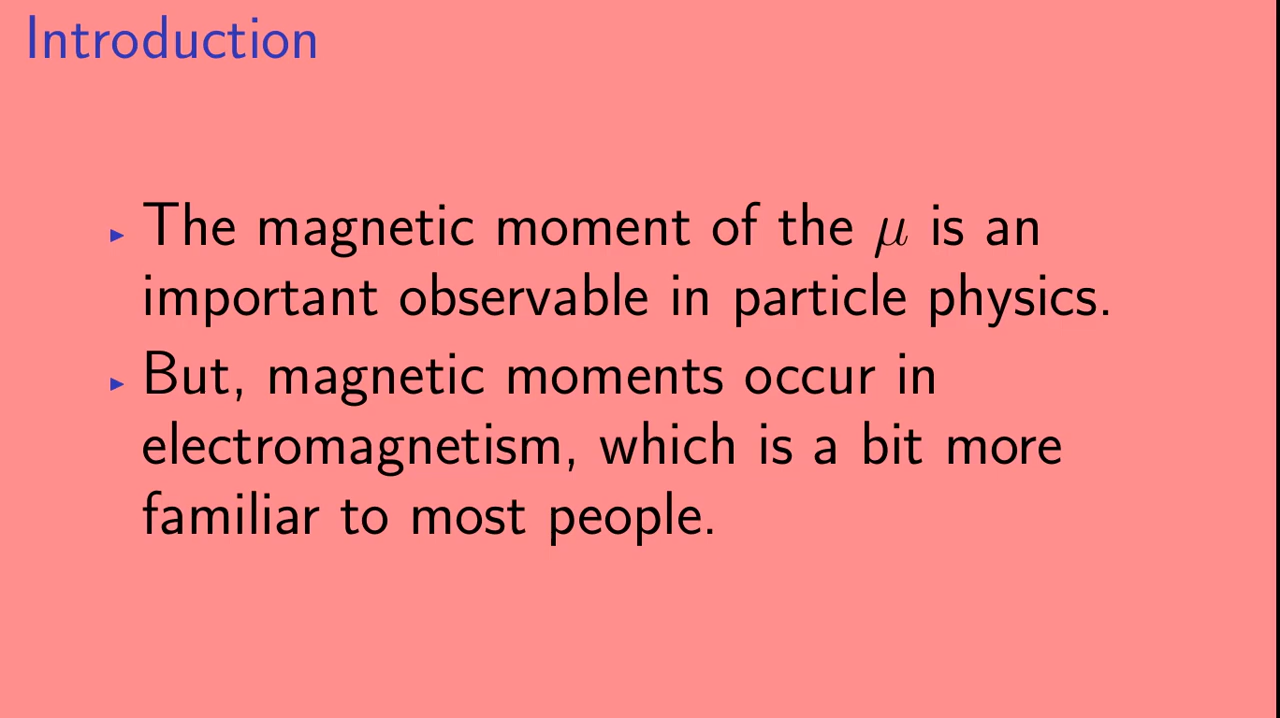 Introduction
The magnetic moment of the μ is an
important observable in particle physics.
But, magnetic moments occur in
electromagnetism, which is a bit more
familiar to most people.